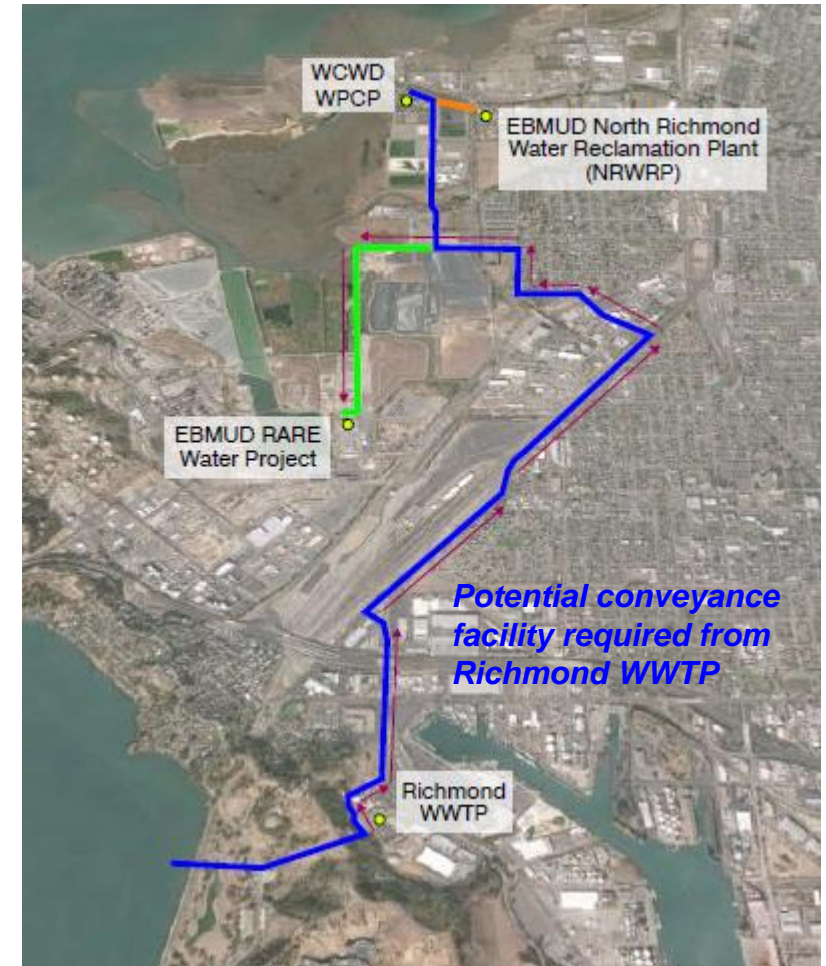 WCWD
WPCP
EBMUD North Richmond
Water Reclamation Plant
(NRWRP)
EBMUD RARE
Water Project
Potential conveyance
facility required from
Richmond WWTP
Richmond
WWTP